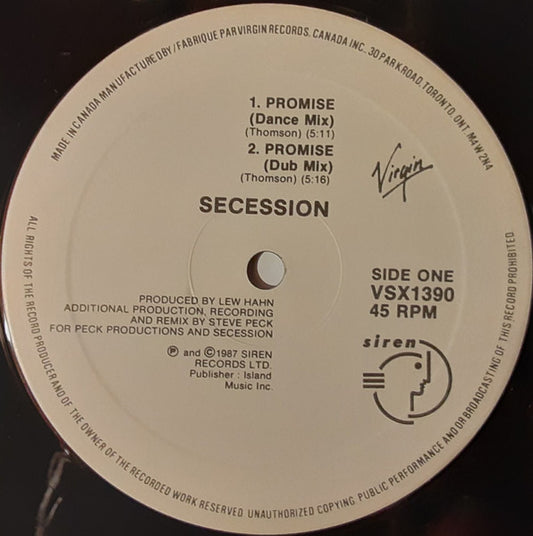 MADE IN CANADA MANUFACTURED BY / FABRIQUE PAR VIRGIN RECORDS, CANADA INC., 30 PARK ROAD, TORONTO, ONT. M4W 2N4
1. PROMISE
(Dance Mix)
(Thomson) (5:11)
2. PROMISE
(Dub Mix)
(Thomson) (5:16)
Virgin
SECESSION
SIDE ONE
VSX1390
45 RPM
PRODUCED BY LEW HAHN
ADDITIONAL PRODUCTION, RECORDING
AND REMIX BY STEVE PECK
FOR PECK PRODUCTIONS AND SECESSION
℗ and © 1987 SIREN
RECORDS LTD.
Publisher : Island
Music Inc.
siren
ALL RIGHTS OF THE RECORD PRODUCER AND OF THE OWNER OF THE RECORDED WORK RESERVED. UNAUTHORIZED COPYING, PUBLIC PERFORMANCE AND/OR BROADCASTING OF THIS RECORD PROHIBITED.